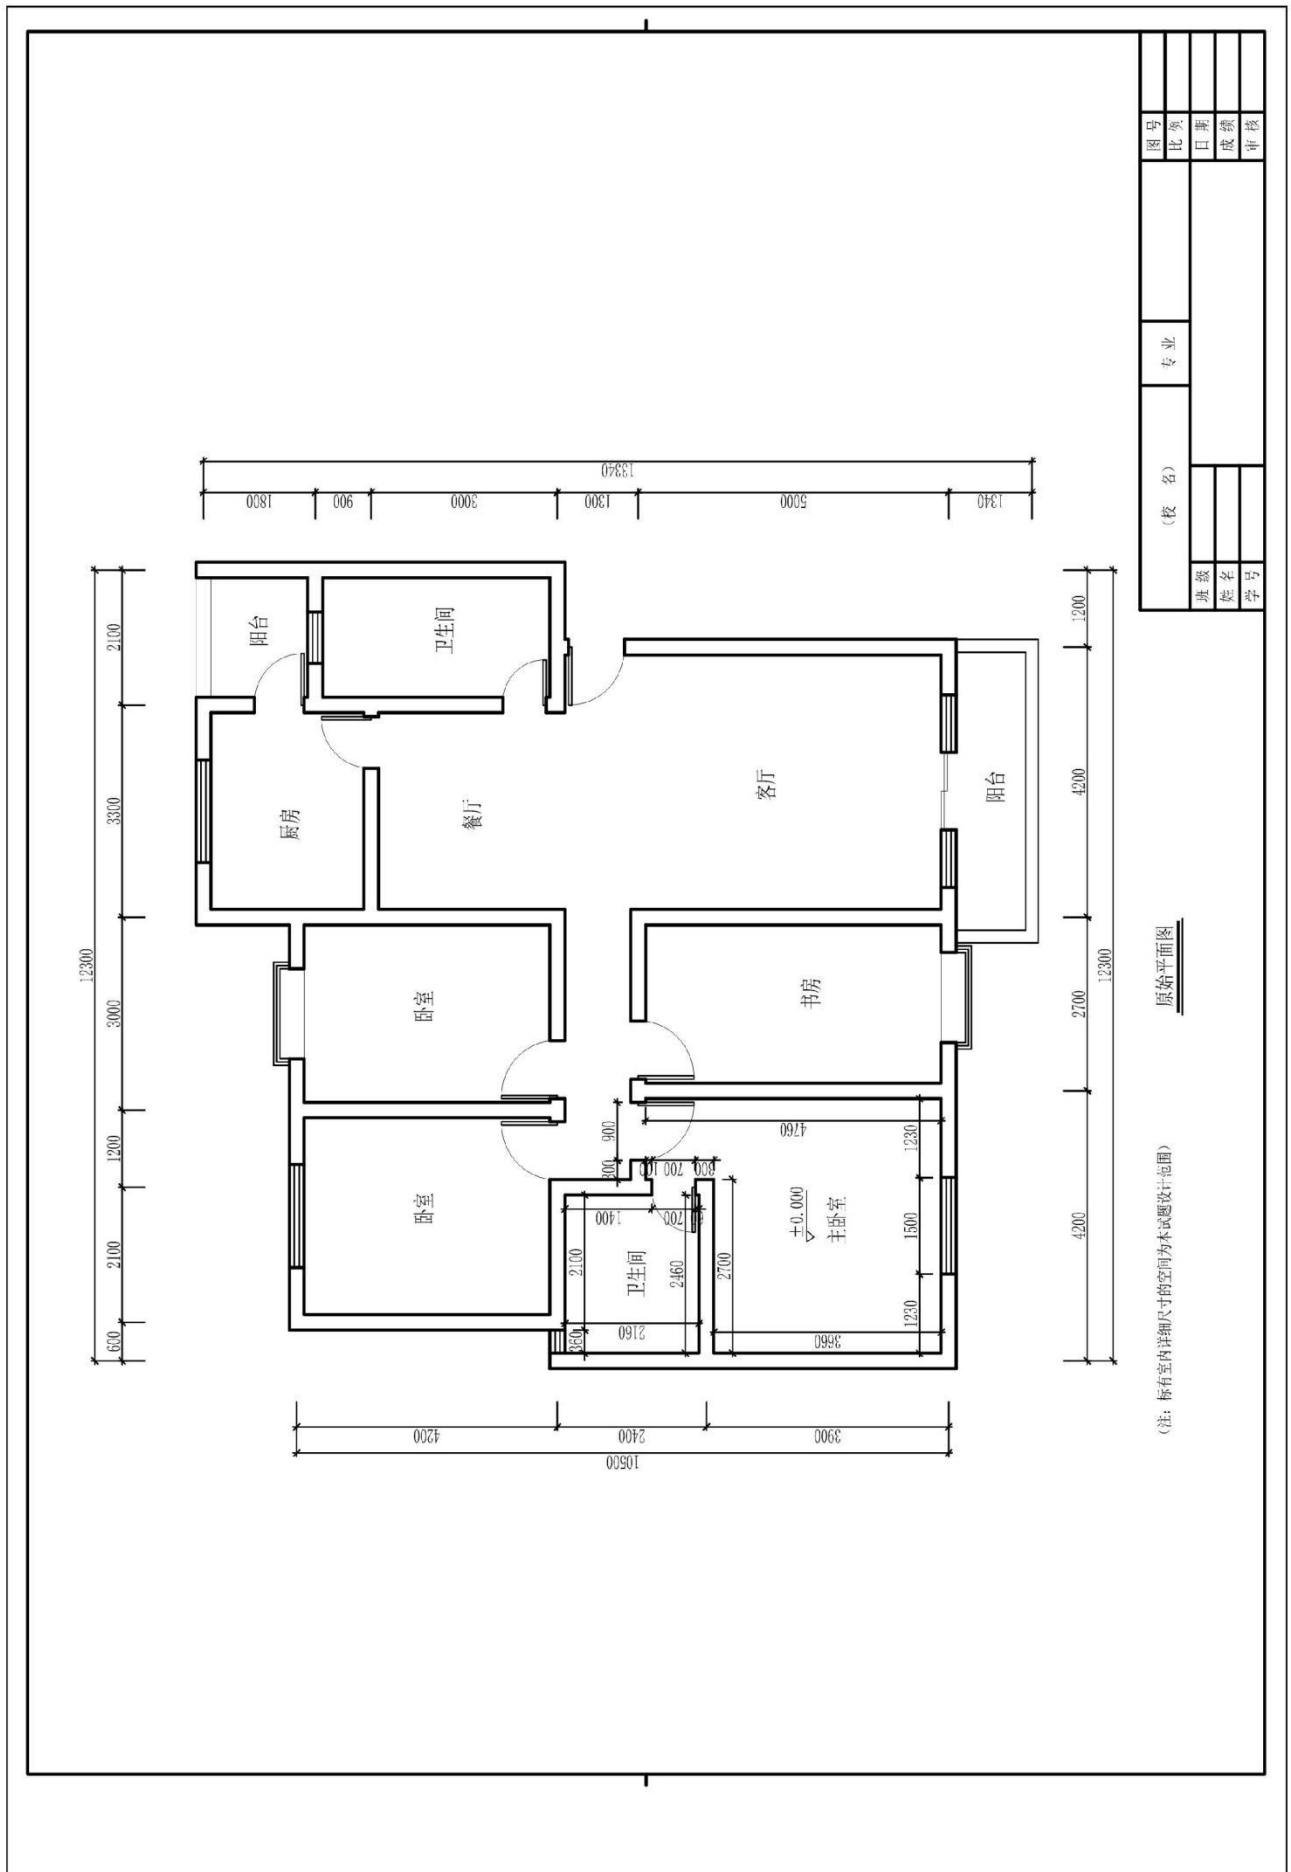 12300
600
2100
1200
3000
3300
2100
10500
4200
2400
3900
13340
1800
900
3000
1300
5000
1340
阳台
卫生间
厨房
餐厅
客厅
阳台
卧室
卧室
书房
卫生间
±0.000
主卧室
900
300
100
700
300
1400
700
2100
2460
2700
2160
360
4760
3660
1230
1500
1230
4200
2700
4200
1200
12300
原始平面图
(注：标有室内详细尺寸的空间为本试题设计范围)
(校 名)
专 业
图 号
比 例
班 级
日 期
姓 名
成 绩
学 号
审 核